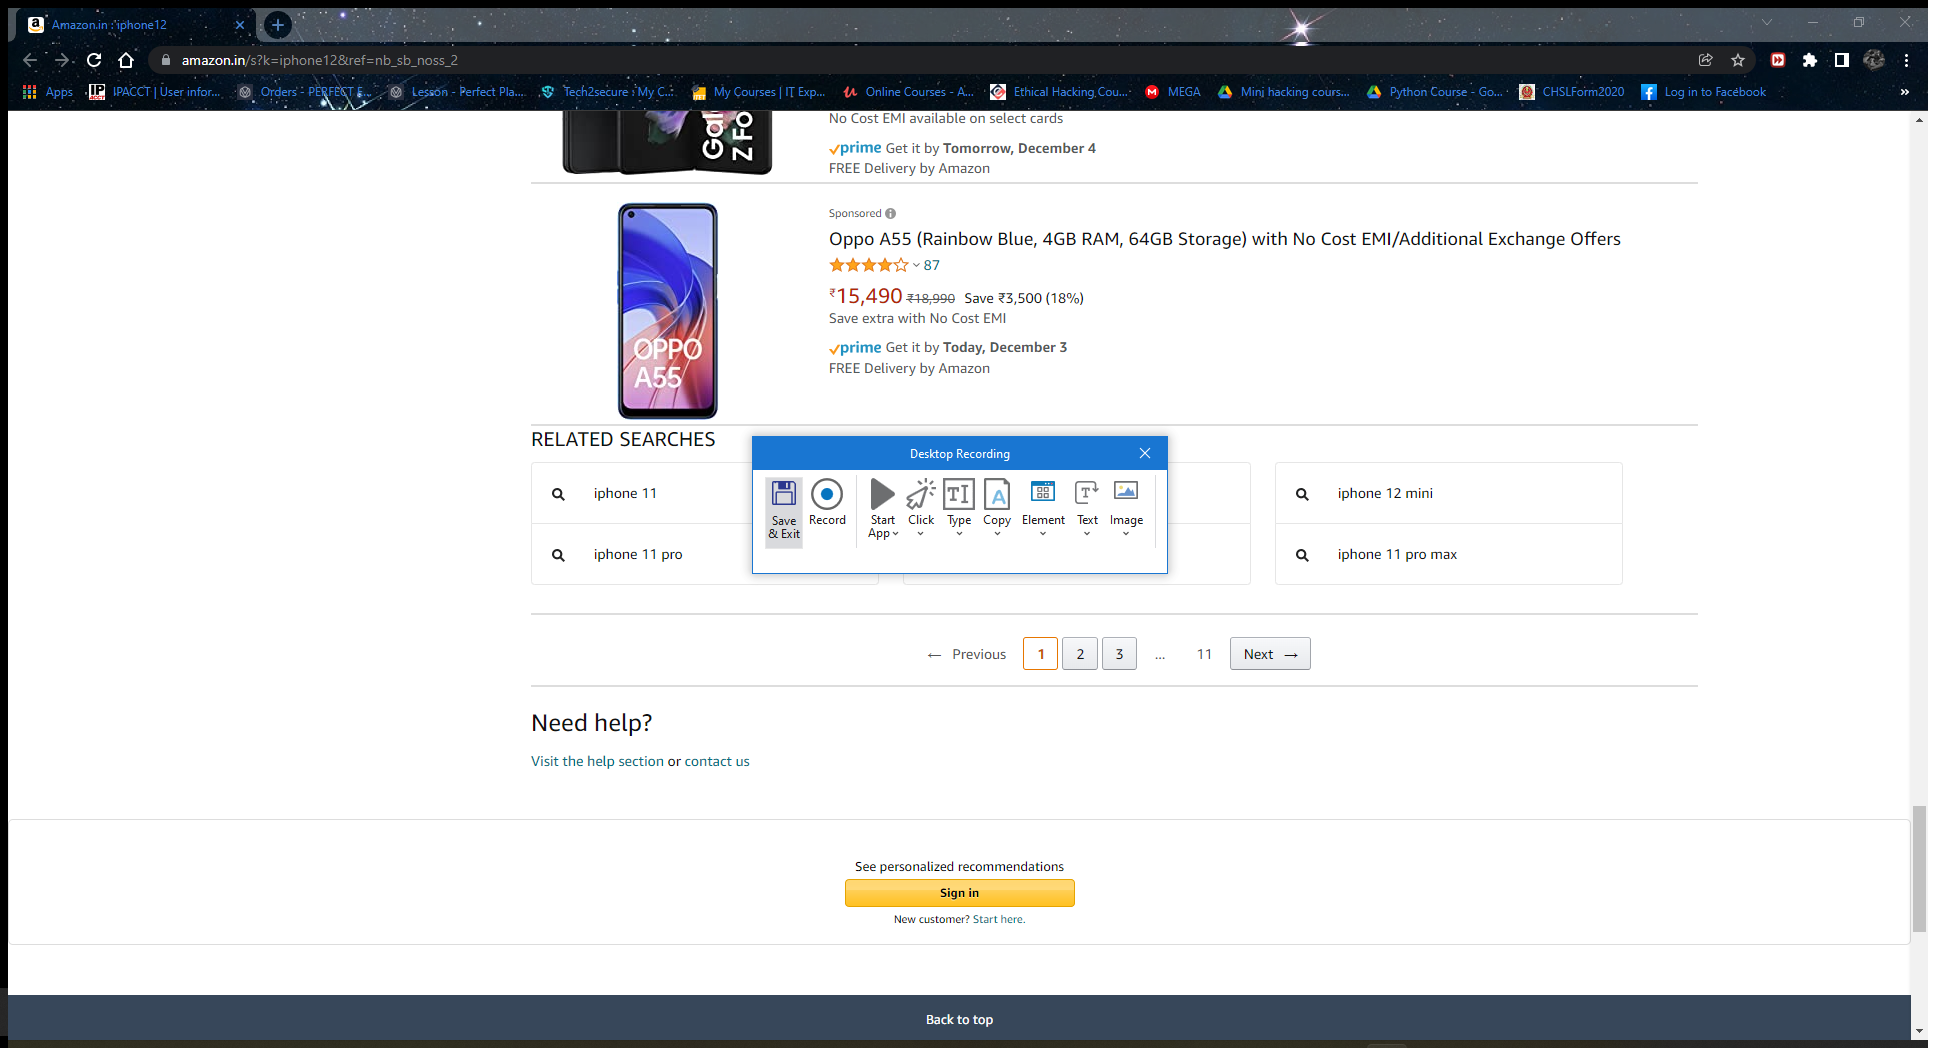 Amazon.in : iphone12
amazon.in/s?k=iphone12&ref=nb_sb_noss_2
Apps
IPACCT | User infor...
Orders - PERFECT E...
Lesson - Perfect Pla...
Tech2secure : My C...
My Courses | IT Exp...
Online Courses - A...
Ethical Hacking Cou...
MEGA
Mini hacking cours...
Python Course - Go...
CHSLForm2020
Log in to Facebook
»
No Cost EMI available on select cards
prime Get it by Tomorrow, December 4
FREE Delivery by Amazon
Sponsored
Oppo A55 (Rainbow Blue, 4GB RAM, 64GB Storage) with No Cost EMI/Additional Exchange Offers
87
₹15,490 ₹18,990 Save ₹3,500 (18%)
Save extra with No Cost EMI
prime Get it by Today, December 3
FREE Delivery by Amazon
OPPO
A55
RELATED SEARCHES
iphone 11
iphone 12 mini
iphone 11 pro
iphone 11 pro max
Desktop Recording
Save & Exit
Record
Start App
Click
Type
Copy
Element
Text
Image
← Previous 1 2 3 ... 11 Next →
Need help?
Visit the help section or contact us
See personalized recommendations
Sign in
New customer? Start here.
Back to top